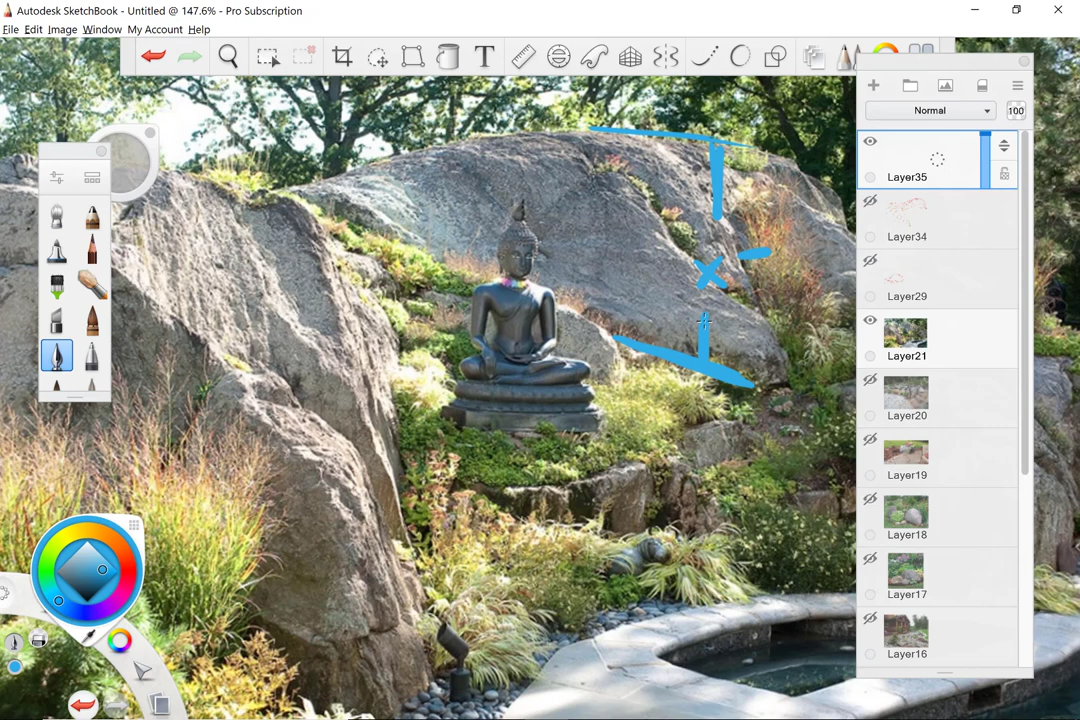 Autodesk SketchBook - Untitled @ 147.6% - Pro Subscription
File Edit Image Window My Account Help
T
Normal
100
Layer35
Layer34
Layer29
Layer21
Layer20
Layer19
Layer18
Layer17
Layer16